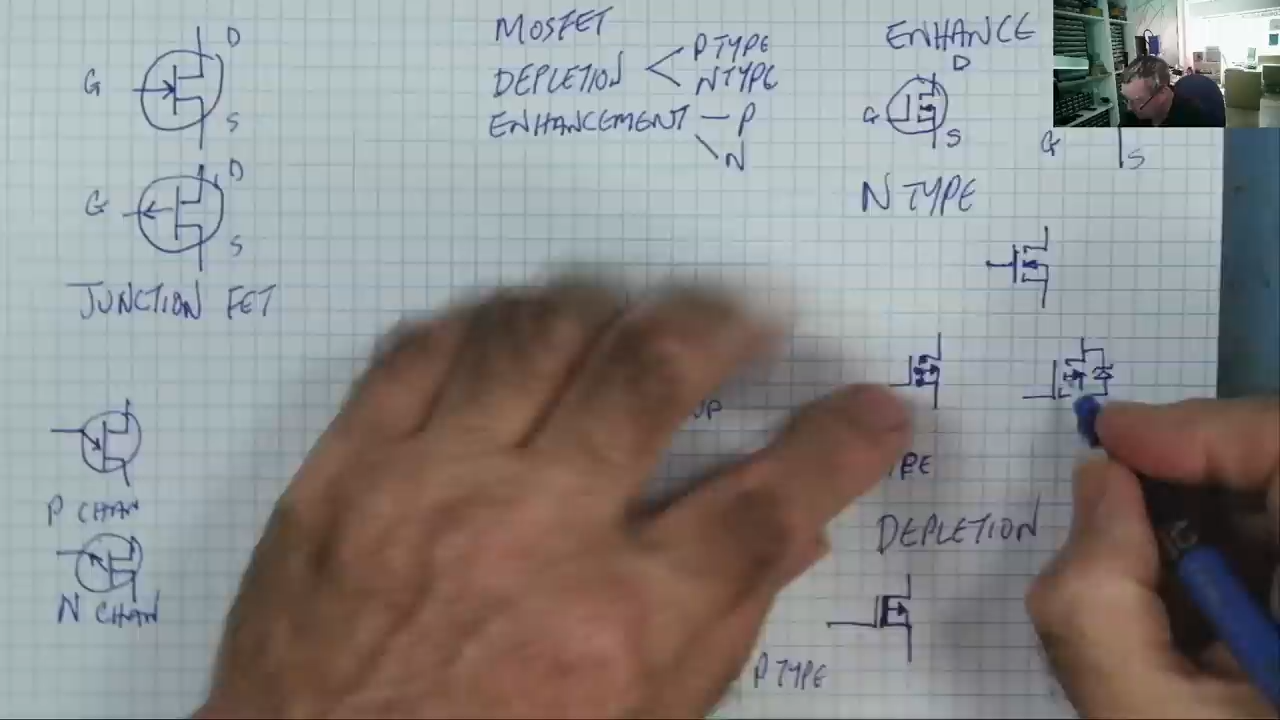 D
G
S
D
G
S
JUNCTION FET
P CHAN
N CHAN
MOSFET
DEPLETION P TYPE
N TYPE
ENHANCEMENT P
N
ENHANCE
D
G
S
G
S
N TYPE
DEPLETION
P TYPE